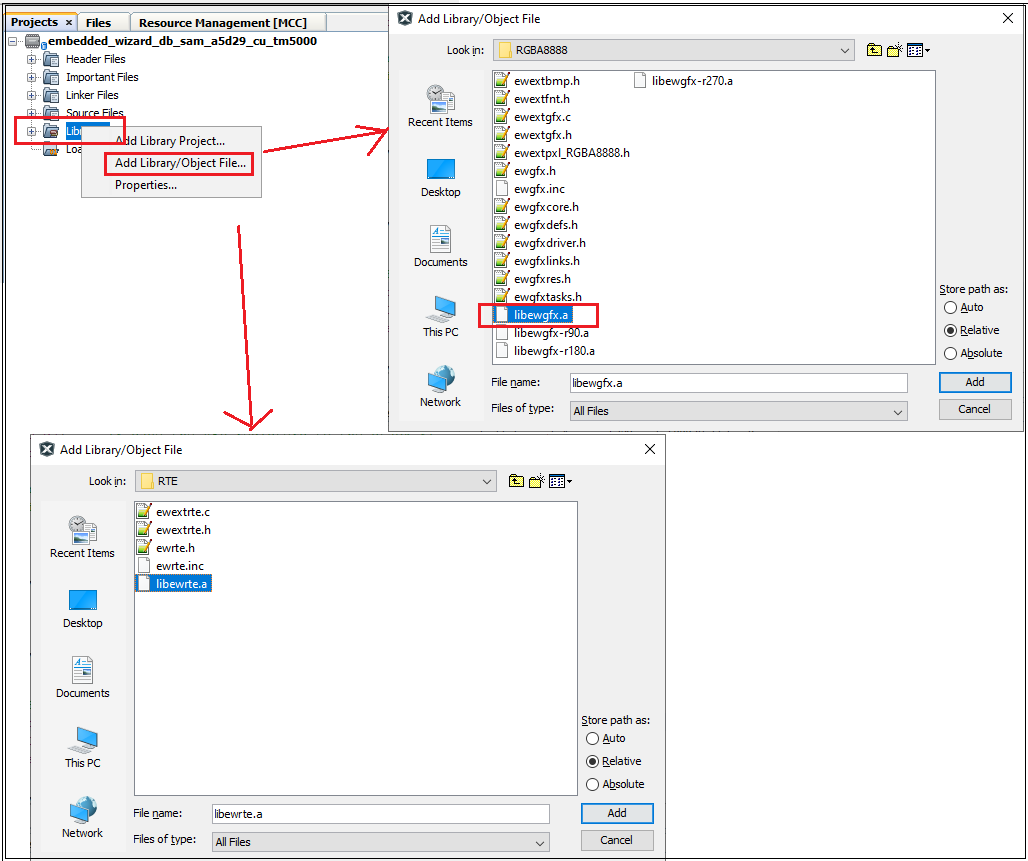 Projects × Files Resource Management [MCC]
embedded_wizard_db_sam_a5d29_cu_tm5000
Header Files
Important Files
Linker Files
Source Files
Add Library Project...
Add Library/Object File...
Properties...
Add Library/Object File
Look in: RGBA8888
Recent Items
Desktop
Documents
This PC
Network
ewextbmp.h
ewextfnt.h
ewextgfx.c
ewextgfx.h
ewextpxl_RGBA8888.h
ewgfx.h
ewgfx.inc
ewgfxcore.h
ewgfxdefs.h
ewgfxdriver.h
ewgfxlinks.h
ewgfxres.h
ewgfxtasks.h
libewgfx.a
libewgfx-r90.a
libewgfx-r180.a
libewgfx-r270.a
Store path as:
Auto
Relative
Absolute
File name: libewgfx.a
Add
Files of type: All Files
Cancel
Add Library/Object File
Look in: RTE
Recent Items
Desktop
Documents
This PC
Network
ewextrte.c
ewextrte.h
ewrte.h
ewrte.inc
libewrte.a
Store path as:
Auto
Relative
Absolute
File name: libewrte.a
Add
Files of type: All Files
Cancel